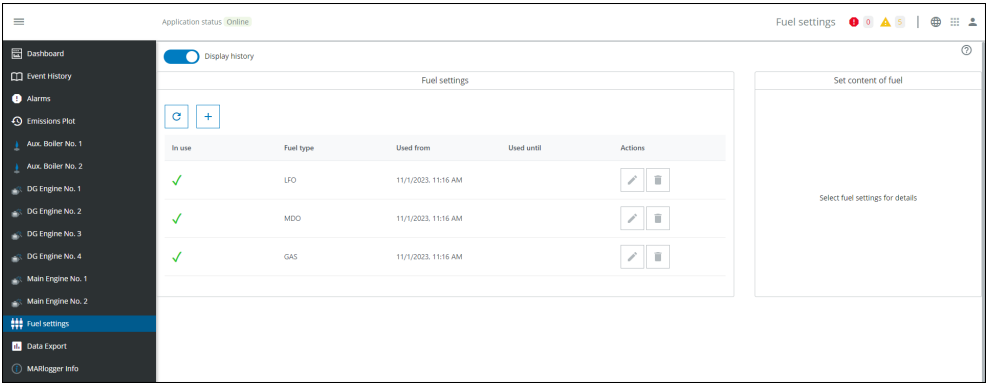 Application status Online
Fuel settings 0 5
Dashboard
Event History
Alarms
Emissions Plot
Aux. Boiler No. 1
Aux. Boiler No. 2
DG Engine No. 1
DG Engine No. 2
DG Engine No. 3
DG Engine No. 4
Main Engine No. 1
Main Engine No. 2
Fuel settings
Data Export
MARlogger Info
Display history
Fuel settings
In use Fuel type Used from Used until Actions
LFO 11/1/2023, 11:16 AM
MDO 11/1/2023, 11:16 AM
GAS 11/1/2023, 11:16 AM
Set content of fuel
Select fuel settings for details